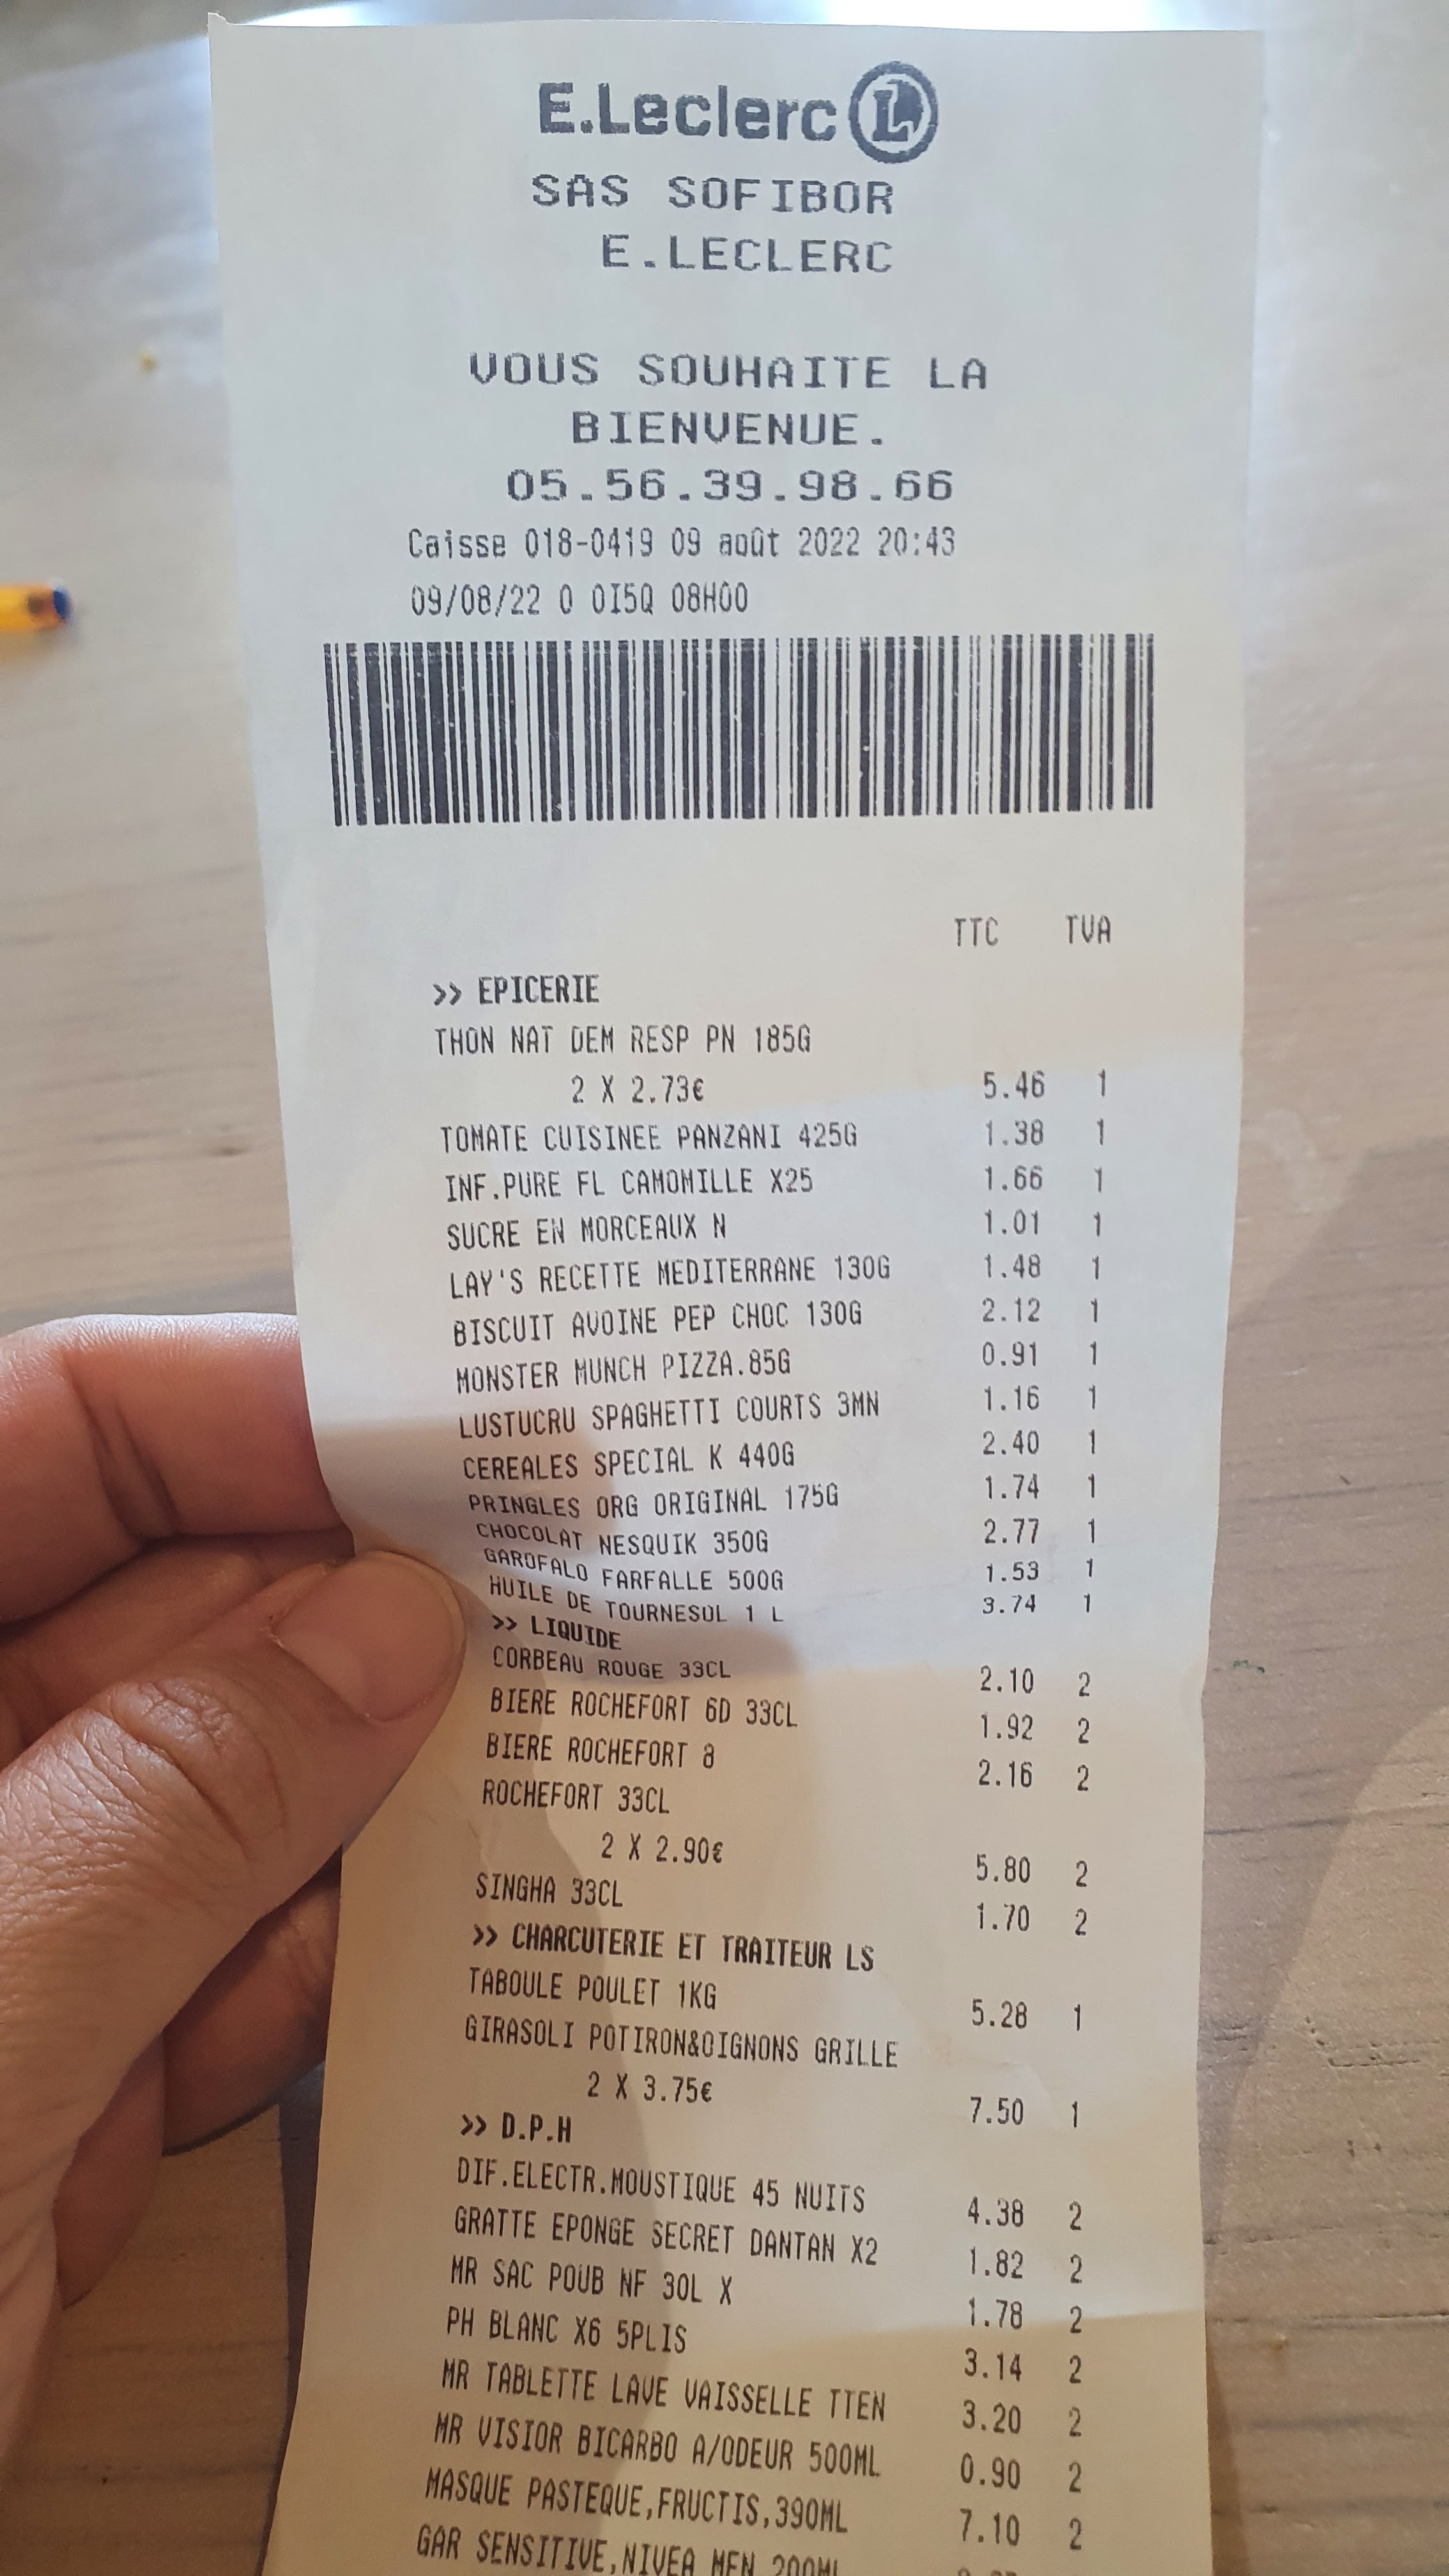 E.Leclerc L
SAS SOFIBOR
E.LECLERC
VOUS SOUHAITE LA
BIENVENUE.
05.56.39.98.66
Caisse 018-0419 09 août 2022 20:43
09/08/22 0 0I5Q 08H00
TTC TVA
>> EPICERIE
THON NAT DEM RESP PN 185G
2 X 2.73€ 5.46 1
TOMATE CUISINEE PANZANI 425G 1.38 1
INF.PURE FL CAMOMILLE X25 1.66 1
SUCRE EN MORCEAUX N 1.01 1
LAY'S RECETTE MEDITERRANE 130G 1.48 1
BISCUIT AVOINE PEP CHOC 130G 2.12 1
MONSTER MUNCH PIZZA.85G 0.91 1
LUSTUCRU SPAGHETTI COURTS 3MN 1.16 1
CEREALES SPECIAL K 440G 2.40 1
PRINGLES ORG ORIGINAL 175G 1.74 1
CHOCOLAT NESQUIK 350G 2.77 1
GAROFALO FARFALLE 500G 1.53 1
HUILE DE TOURNESOL 1 L 3.74 1
>> LIQUIDE
CORBEAU ROUGE 33CL 2.10 2
BIERE ROCHEFORT 6D 33CL 1.92 2
BIERE ROCHEFORT 8 2.16 2
ROCHEFORT 33CL
2 X 2.90€ 5.80 2
SINGHA 33CL 1.70 2
>> CHARCUTERIE ET TRAITEUR LS
TABOULE POULET 1KG 5.28 1
GIRASOLI POTIRON&OIGNONS GRILLE
2 X 3.75€ 7.50 1
>> D.P.H
DIF.ELECTR.MOUSTIQUE 45 NUITS 4.38 2
GRATTE EPONGE SECRET DANTAN X2 1.82 2
MR SAC POUB NF 30L X 1.78 2
PH BLANC X6 5PLIS 3.14 2
MR TABLETTE LAVE VAISSELLE TTEN 3.20 2
MR VISIOR BICARBO A/ODEUR 500ML 0.90 2
MASQUE PASTEQUE,FRUCTIS,390ML 7.10 2
GAR SENSITIVE,NIVEA MEN 200ML